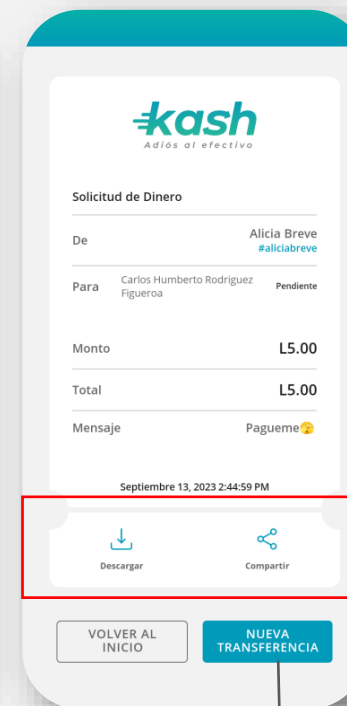 kash
Adiós al efectivo
Solicitud de Dinero
De Alicia Breve
#aliciabreve
Para Carlos Humberto Rodriguez Figueroa Pendiente
Monto L5.00
Total L5.00
Mensaje Pagueme🫣
Septiembre 13, 2023 2:44:59 PM
Descargar Compartir
VOLVER AL INICIO NUEVA TRANSFERENCIA